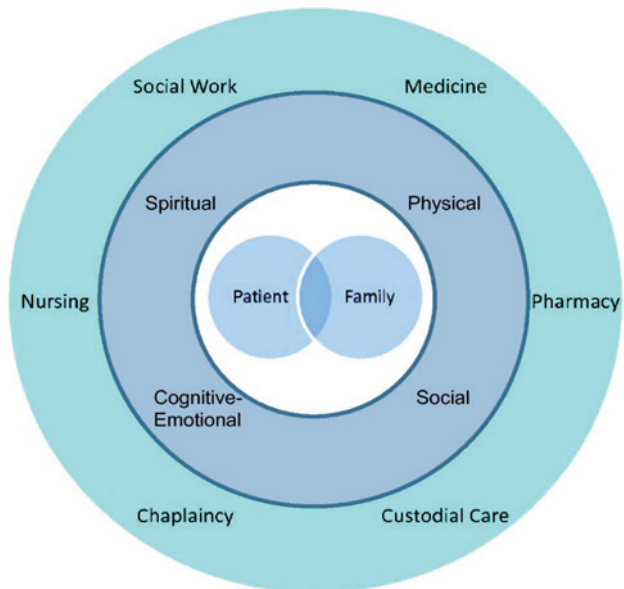 Social Work
Medicine
Spiritual
Physical
Nursing
Patient
Family
Pharmacy
Cognitive-
Emotional
Social
Chaplaincy
Custodial Care